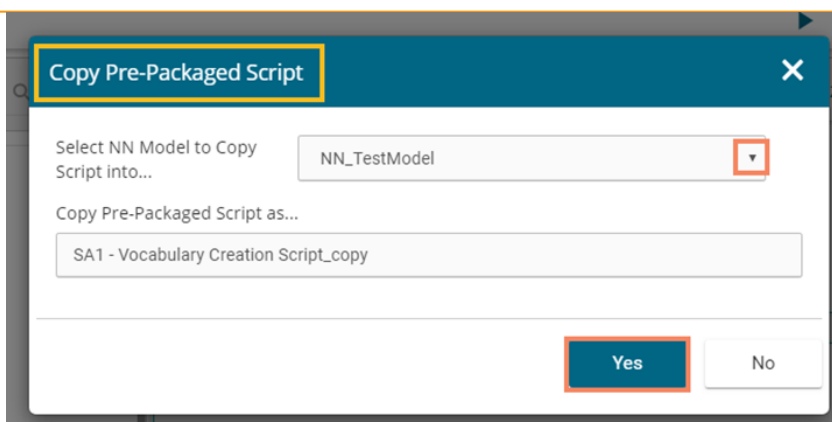 Copy Pre-Packaged Script
Select NN Model to Copy
Script into...
NN_TestModel
Copy Pre-Packaged Script as...
SA1 - Vocabulary Creation Script_copy
Yes
No